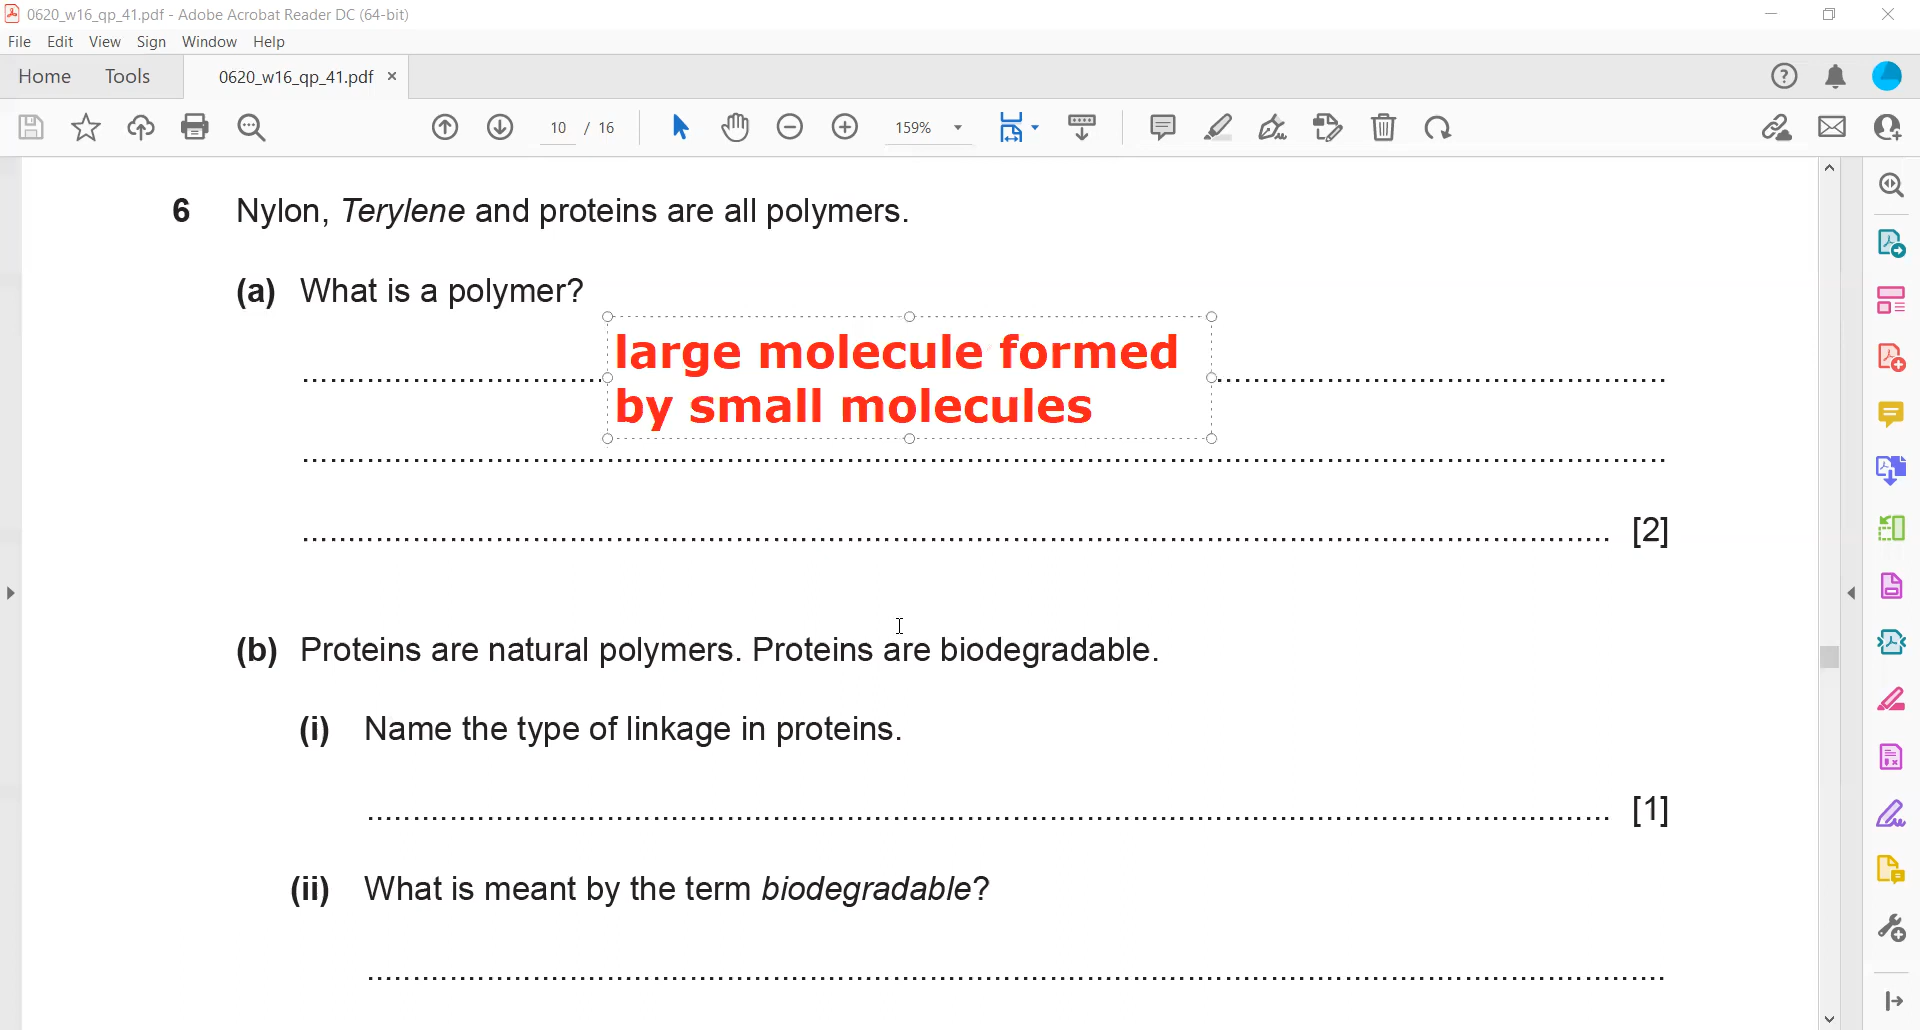 0620_w16_qp_41.pdf - Adobe Acrobat Reader DC (64-bit)
File Edit View Sign Window Help
Home Tools 0620_w16_qp_41.pdf ×
10 / 16 159%
6 Nylon, Terylene and proteins are all polymers.
(a) What is a polymer?
large molecule formed
by small molecules
[2]
(b) Proteins are natural polymers. Proteins are biodegradable.
(i) Name the type of linkage in proteins.
[1]
(ii) What is meant by the term biodegradable?